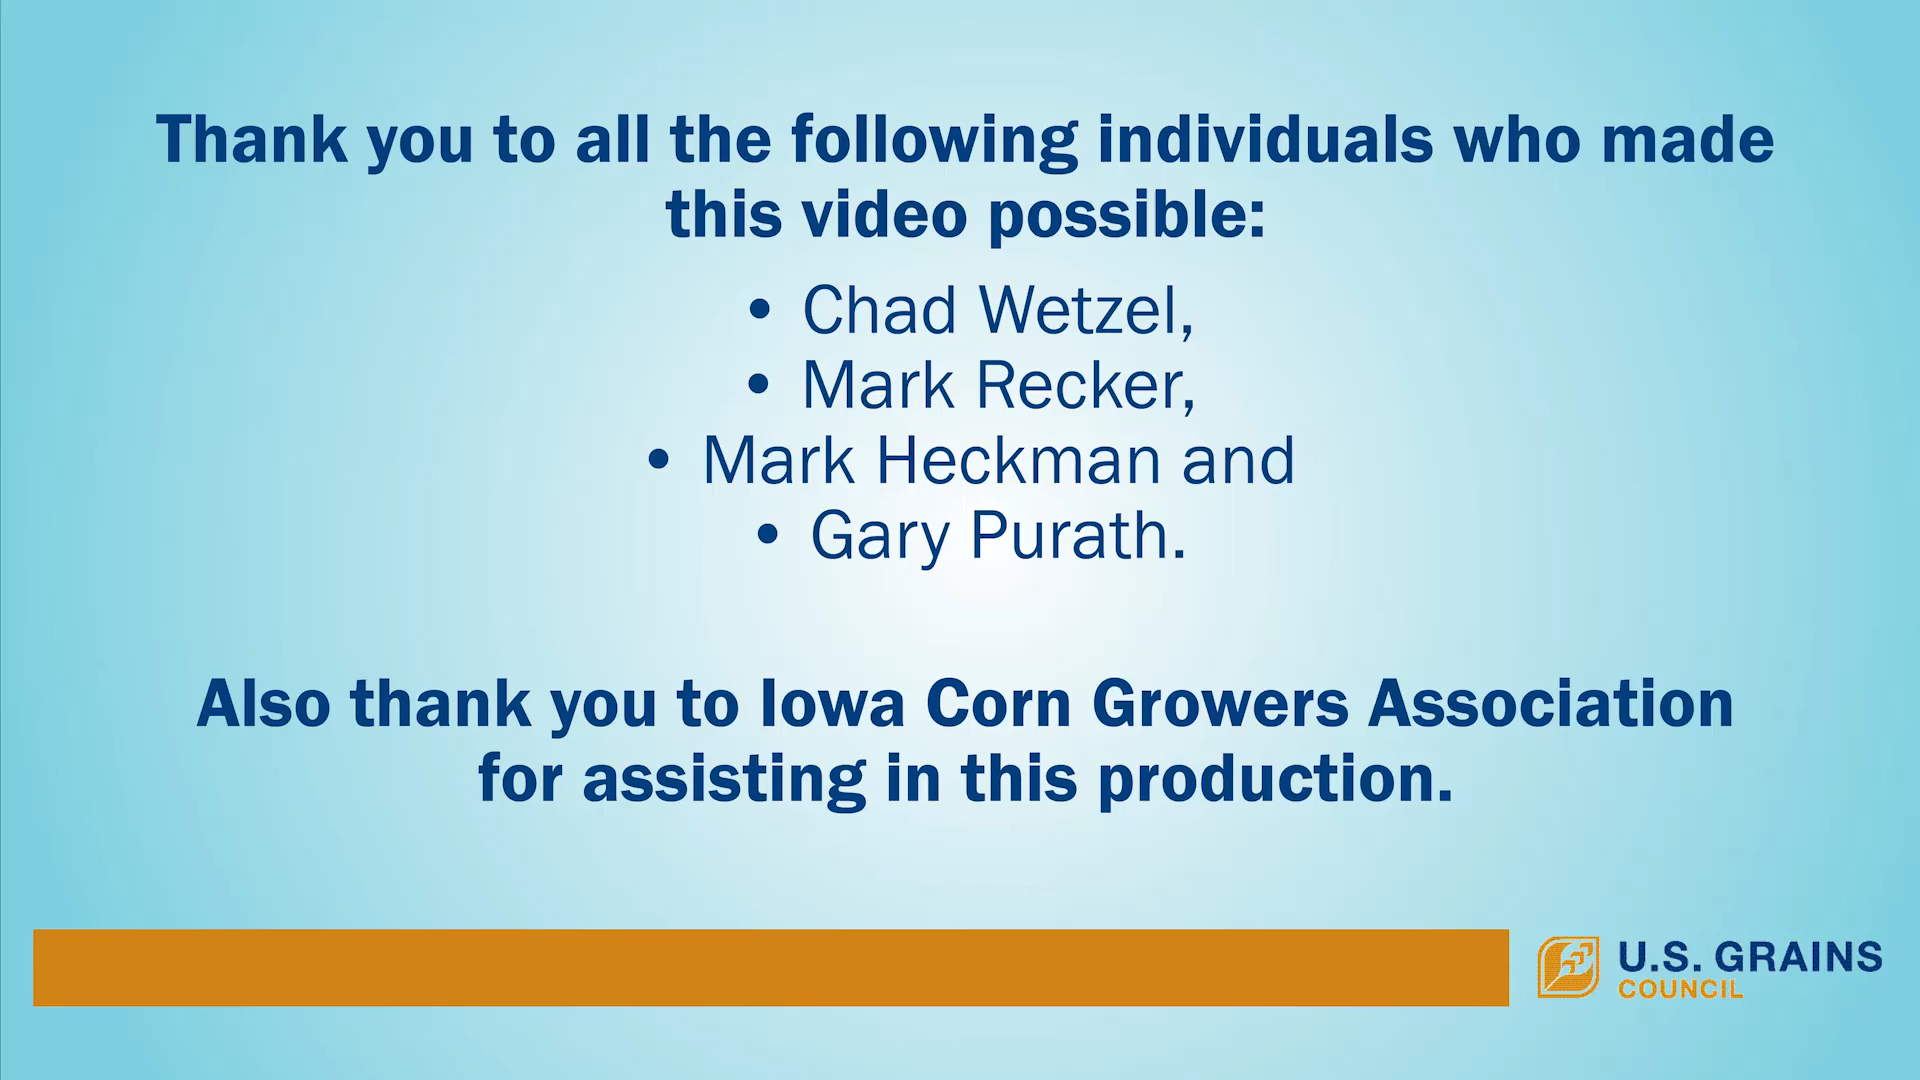 Thank you to all the following individuals who made
this video possible:
• Chad Wetzel,
• Mark Recker,
• Mark Heckman and
• Gary Purath.
Also thank you to Iowa Corn Growers Association
for assisting in this production.
U.S. GRAINS
COUNCIL